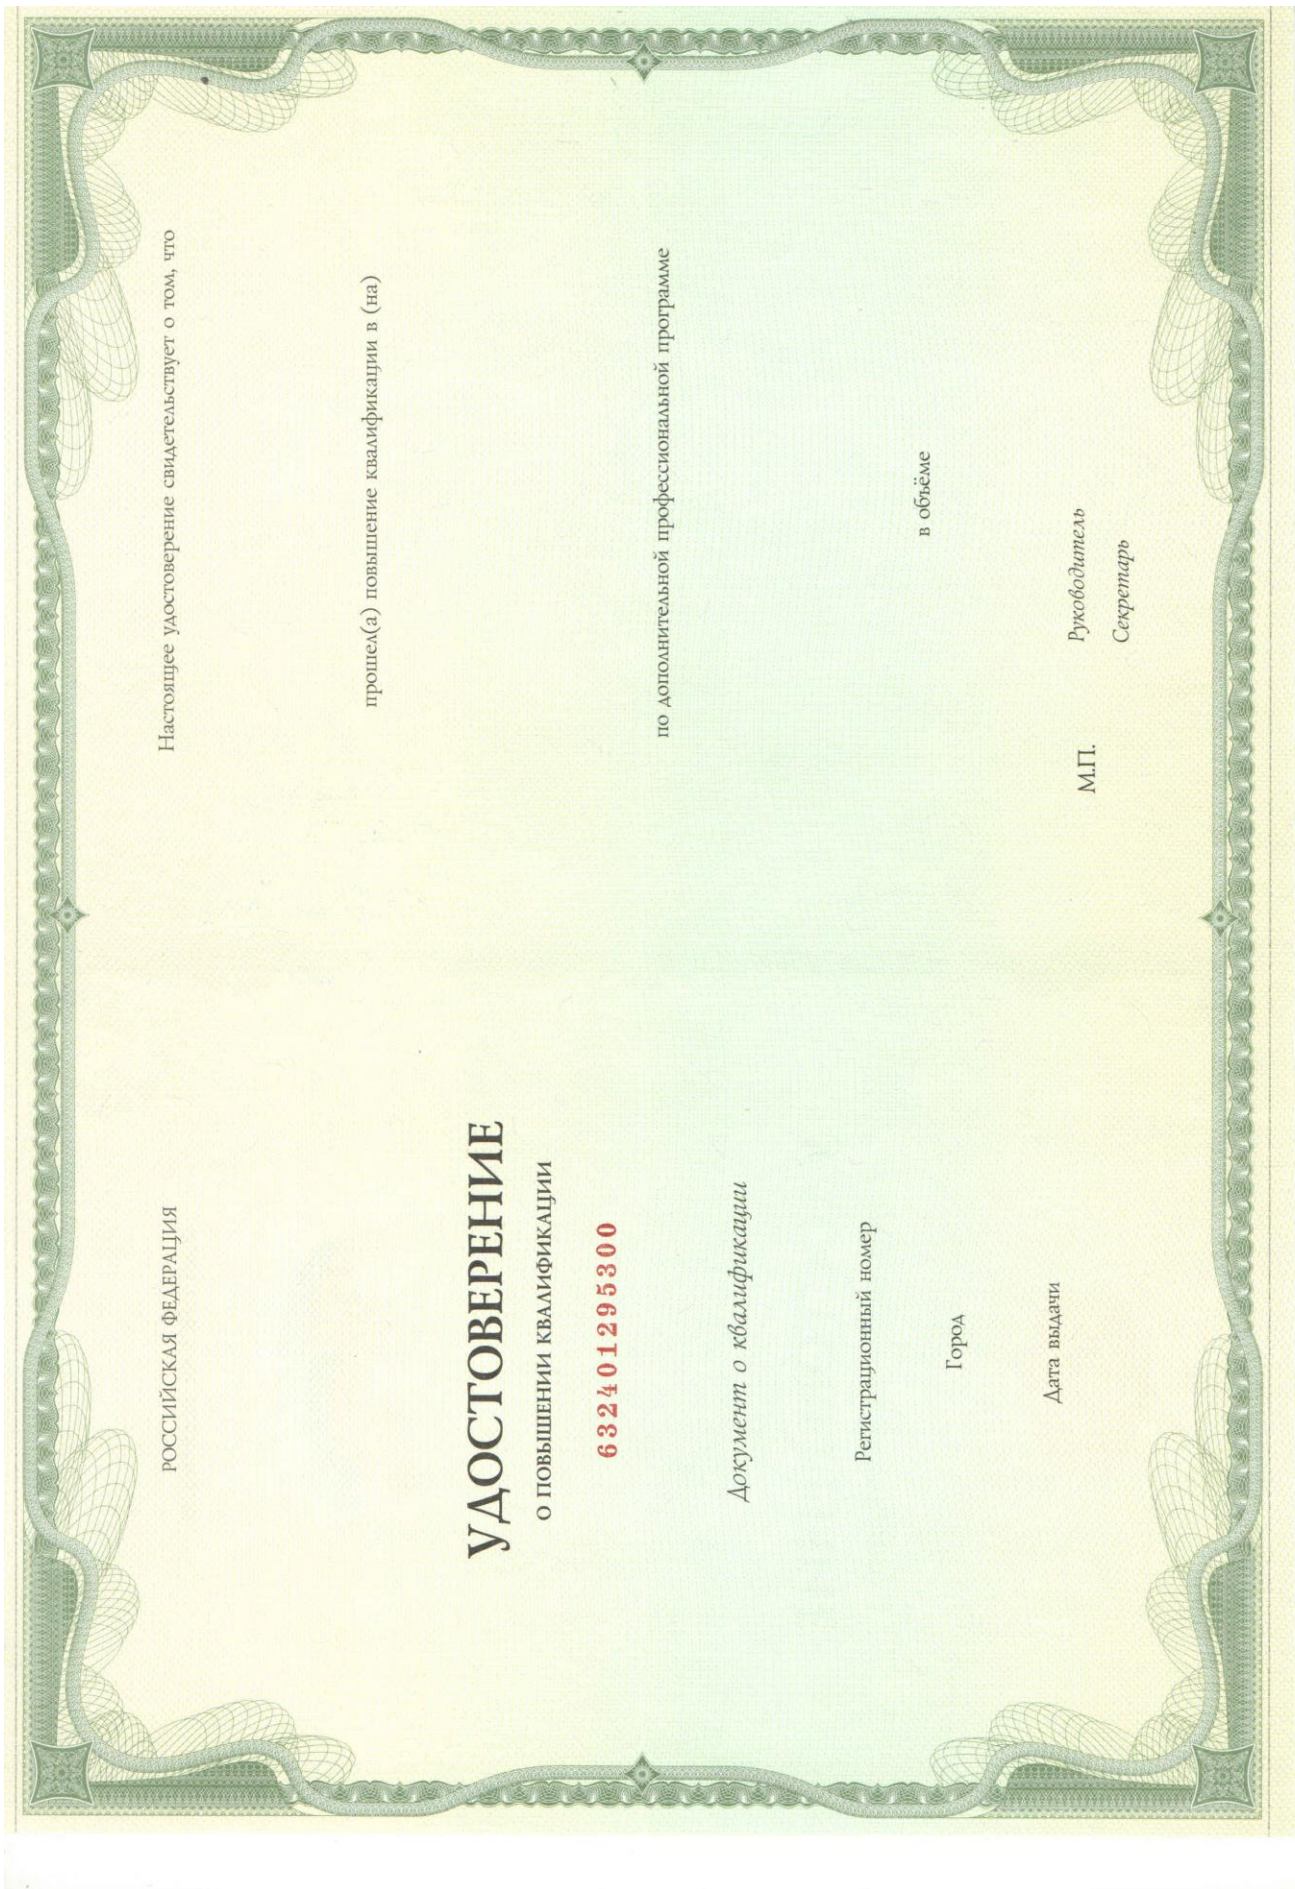 РОССИЙСКАЯ ФЕДЕРАЦИЯ
УДОСТОВЕРЕНИЕ
О ПОВЫШЕНИИ КВАЛИФИКАЦИИ
632401295300
Документ о квалификации
Регистрационный номер
Город
Дата выдачи
Настоящее удостоверение свидетельствует о том, что
прошел(а) повышение квалификации в (на)
по дополнительной профессиональной программе
в объёме
М.П.
Руководитель
Секретарь